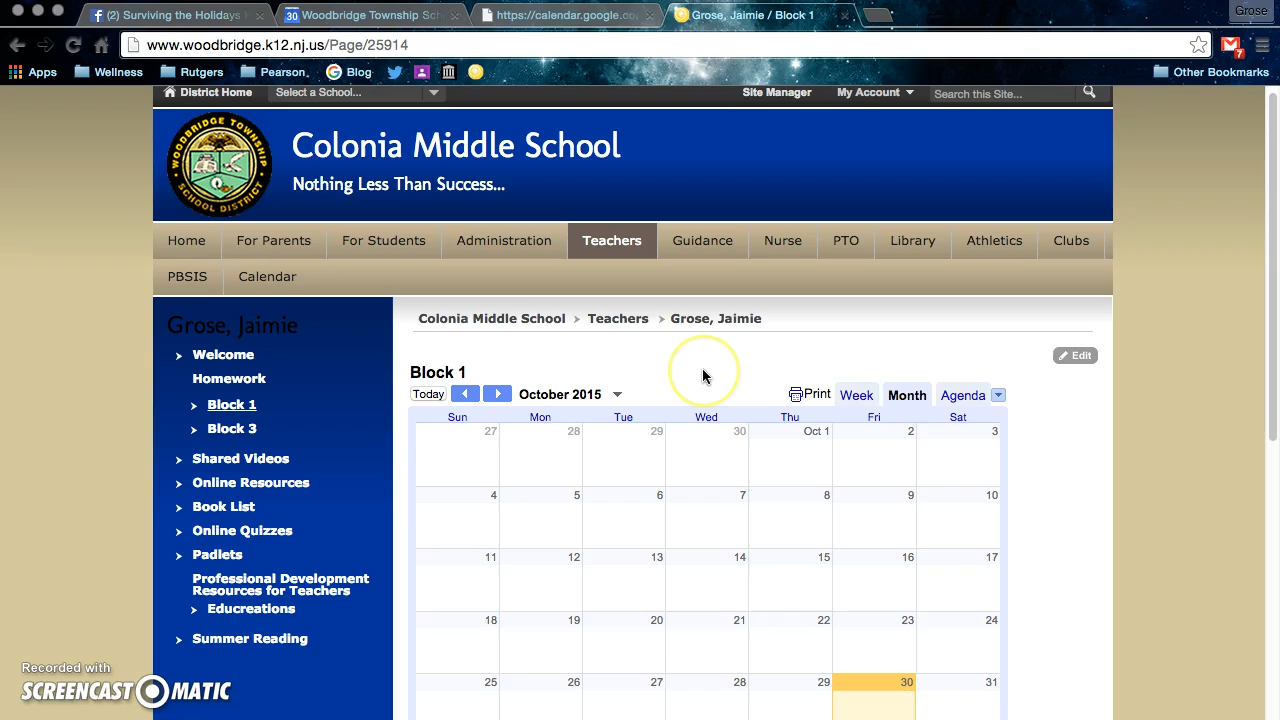 (2) Surviving the Holidays
30 Woodbridge Township Sch
https://calendar.google.co
Grose, Jaimie / Block 1
Grose
www.woodbridge.k12.nj.us/Page/25914
7
Apps Wellness Rutgers Pearson Blog Other Bookmarks
District Home Select a School... Site Manager My Account Search this Site...
WOODBRIDGE TOWNSHIP SCHOOL DISTRICT
Colonia Middle School
Nothing Less Than Success...
Home For Parents For Students Administration Teachers Guidance Nurse PTO Library Athletics Clubs
PBSIS Calendar
Grose, Jaimie
Welcome
Homework
Block 1
Block 3
Shared Videos
Online Resources
Book List
Online Quizzes
Padlets
Professional Development
Resources for Teachers
Educreations
Summer Reading
Colonia Middle School > Teachers > Grose, Jaimie
Edit
Block 1
Today October 2015 Print Week Month Agenda
Sun Mon Tue Wed Thu Fri Sat
27 28 29 30 Oct 1 2 3
4 5 6 7 8 9 10
11 12 13 14 15 16 17
18 19 20 21 22 23 24
25 26 27 28 29 30 31
Recorded with
SCREENCAST MATIC